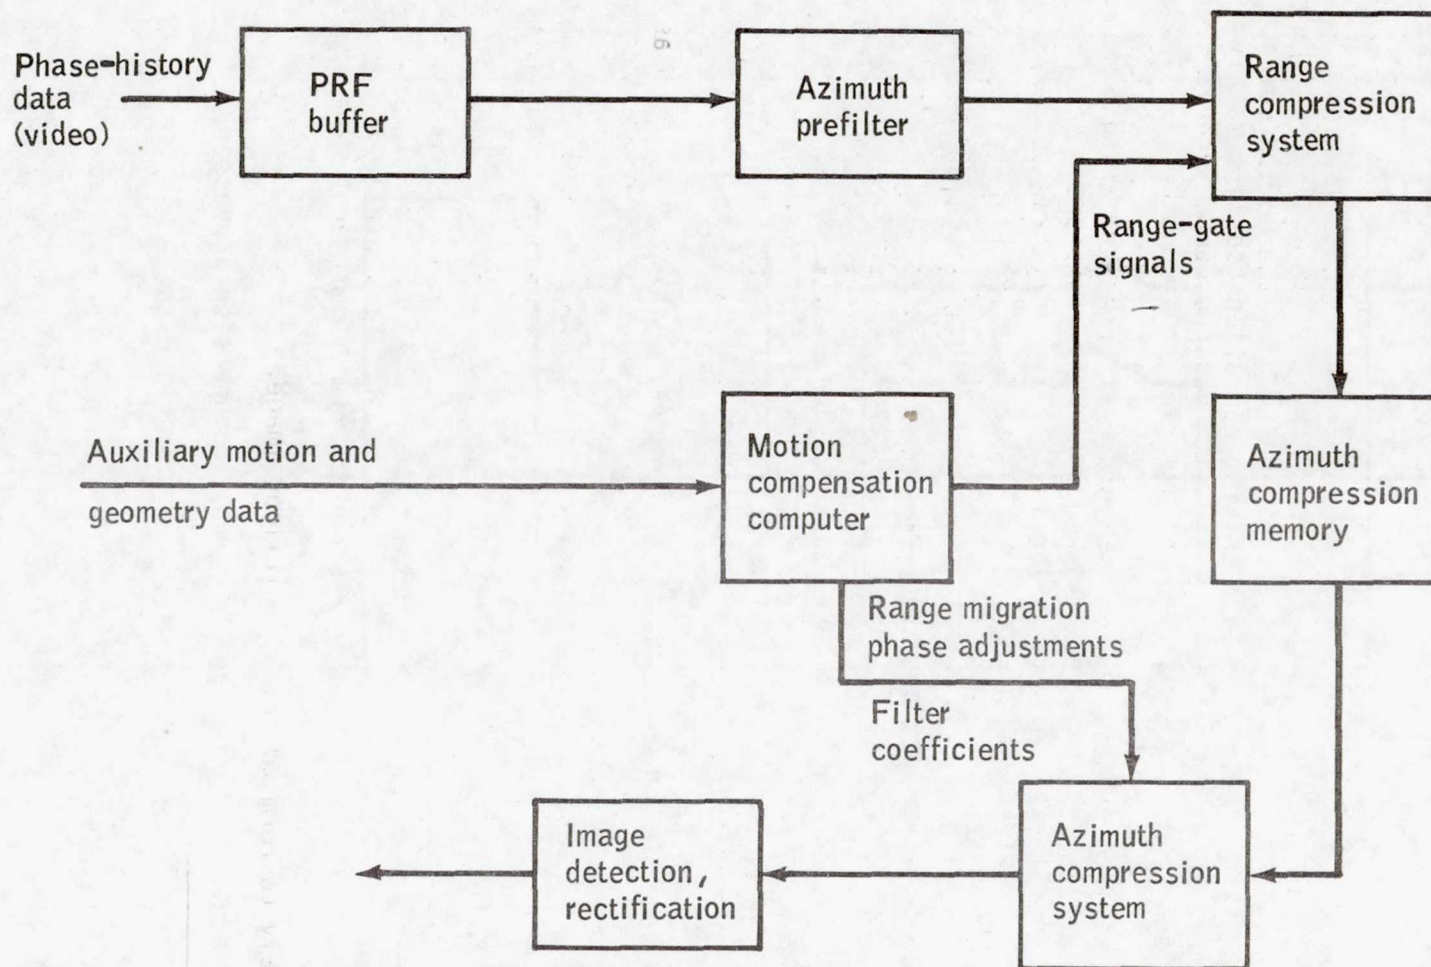 Phase-history
data
(video)
PRF
buffer
Azimuth
prefilter
Range
compression
system
Range-gate
signals
Auxiliary motion and
geometry data
Motion
compensation
computer
Azimuth
compression
memory
Range migration
phase adjustments
Filter
coefficients
Image
detection,
rectification
Azimuth
compression
system